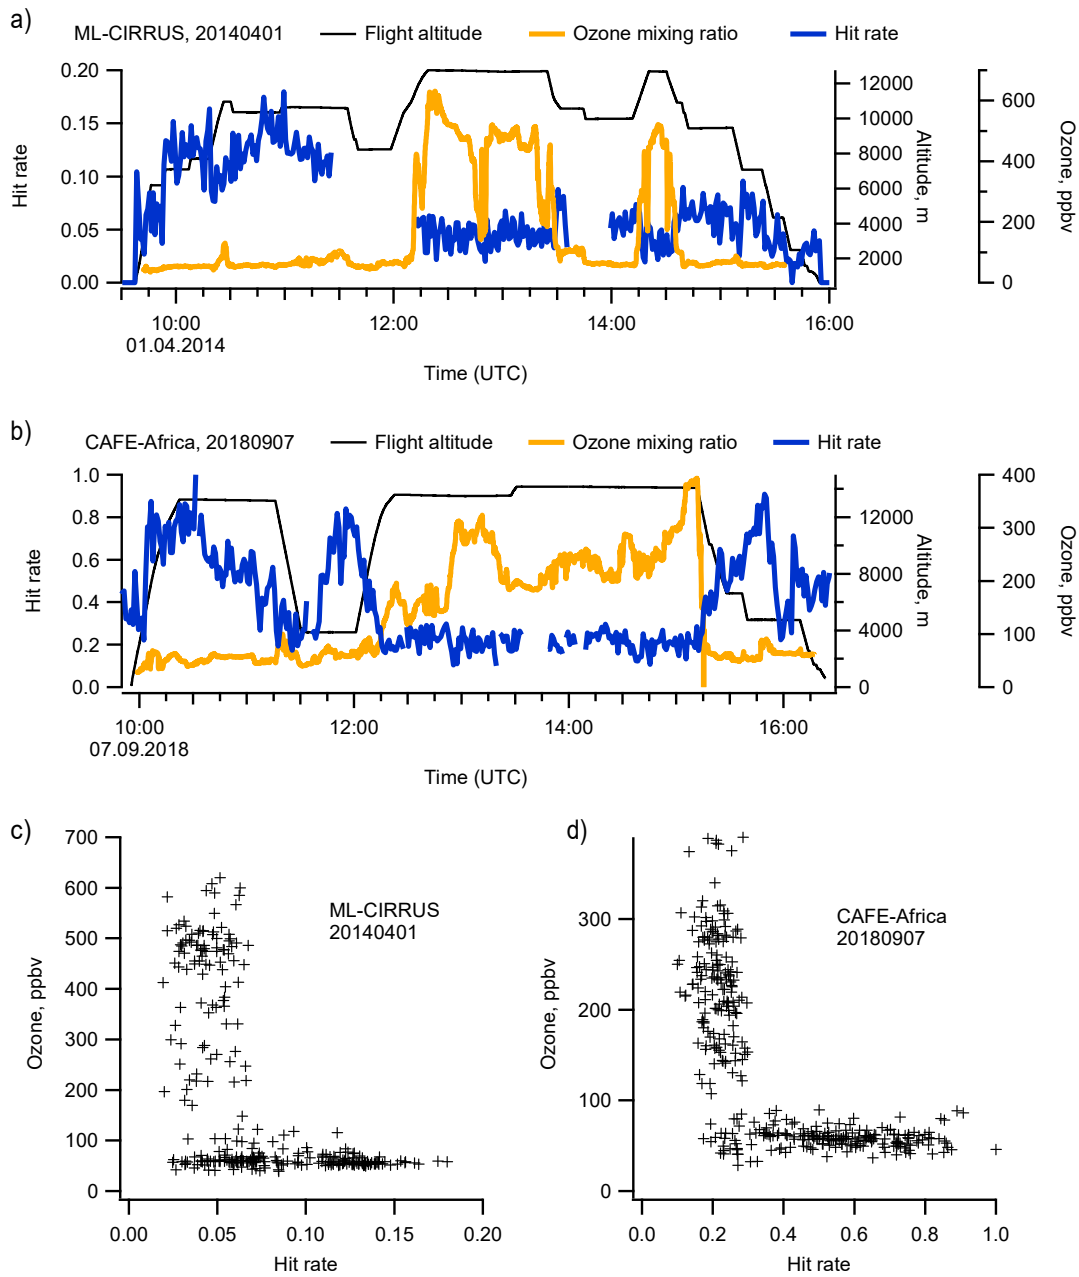 a)
ML-CIRRUS, 20140401 Flight altitude Ozone mixing ratio Hit rate
0.20
0.15
0.10
0.05
0.00
Hit rate
12000
10000
8000
6000
4000
2000
Altitude, m
600
400
200
0
Ozone, ppbv
10:00 12:00 14:00 16:00
01.04.2014
Time (UTC)
b)
CAFE-Africa, 20180907 Flight altitude Ozone mixing ratio Hit rate
1.0
0.8
0.6
0.4
0.2
0.0
Hit rate
12000
8000
4000
0
Altitude, m
400
300
200
100
0
Ozone, ppbv
10:00 12:00 14:00 16:00
07.09.2018
Time (UTC)
c)
700
600
500
400
300
200
100
0
Ozone, ppbv
ML-CIRRUS
20140401
0.00 0.05 0.10 0.15 0.20
Hit rate
d)
300
200
100
0
Ozone, ppbv
CAFE-Africa
20180907
0.0 0.2 0.4 0.6 0.8 1.0
Hit rate